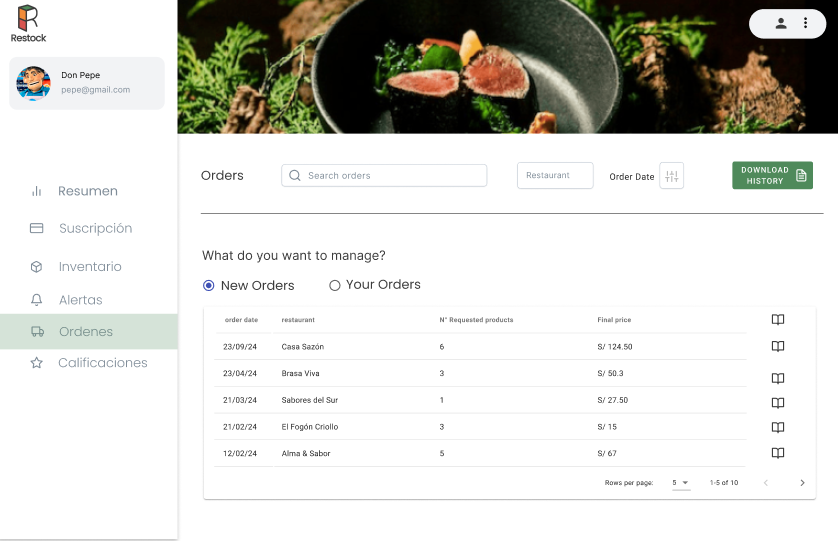 Restock
Don Pepe
pepe@gmail.com
Resumen
Suscripción
Inventario
Alertas
Ordenes
Calificaciones
Orders
Search orders
Restaurant
Order Date
DOWNLOAD
HISTORY
What do you want to manage?
New Orders
Your Orders
order date restaurant N° Requested products Final price
23/09/24 Casa Sazón 6 S/ 124.50
23/04/24 Brasa Viva 3 S/ 50.3
21/03/24 Sabores del Sur 1 S/ 27.50
21/02/24 El Fogón Criollo 3 S/ 15
12/02/24 Alma & Sabor 5 S/ 67
Rows per page: 5 1-5 of 10